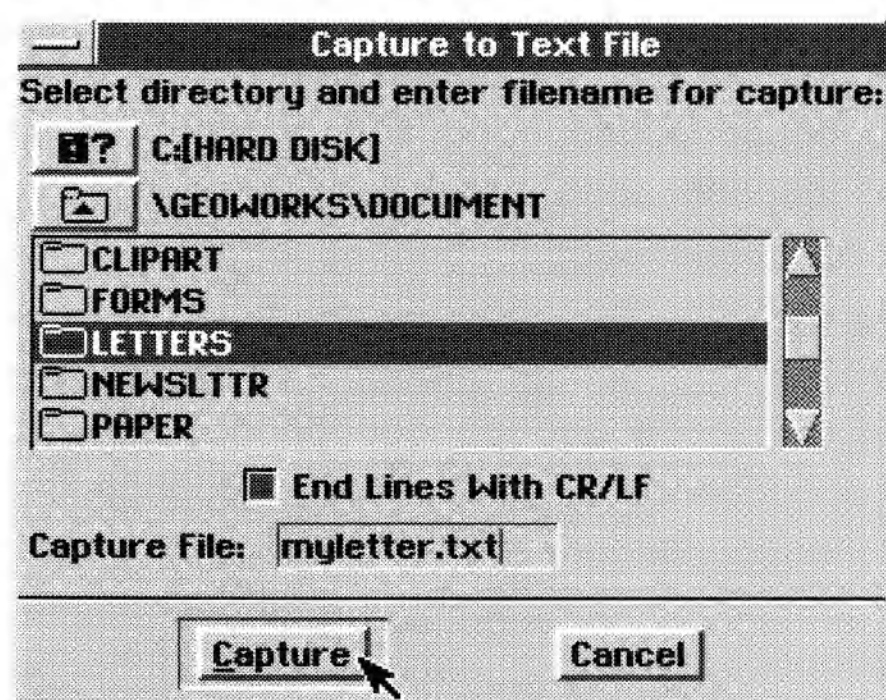 Capture to Text File
Select directory and enter filename for capture:
? C:[HARD DISK]
\GEOWORKS\DOCUMENT
CLIPART
FORMS
LETTERS
NEWSLTTR
PAPER
End Lines With CR/LF
Capture File: myletter.txt
Capture Cancel